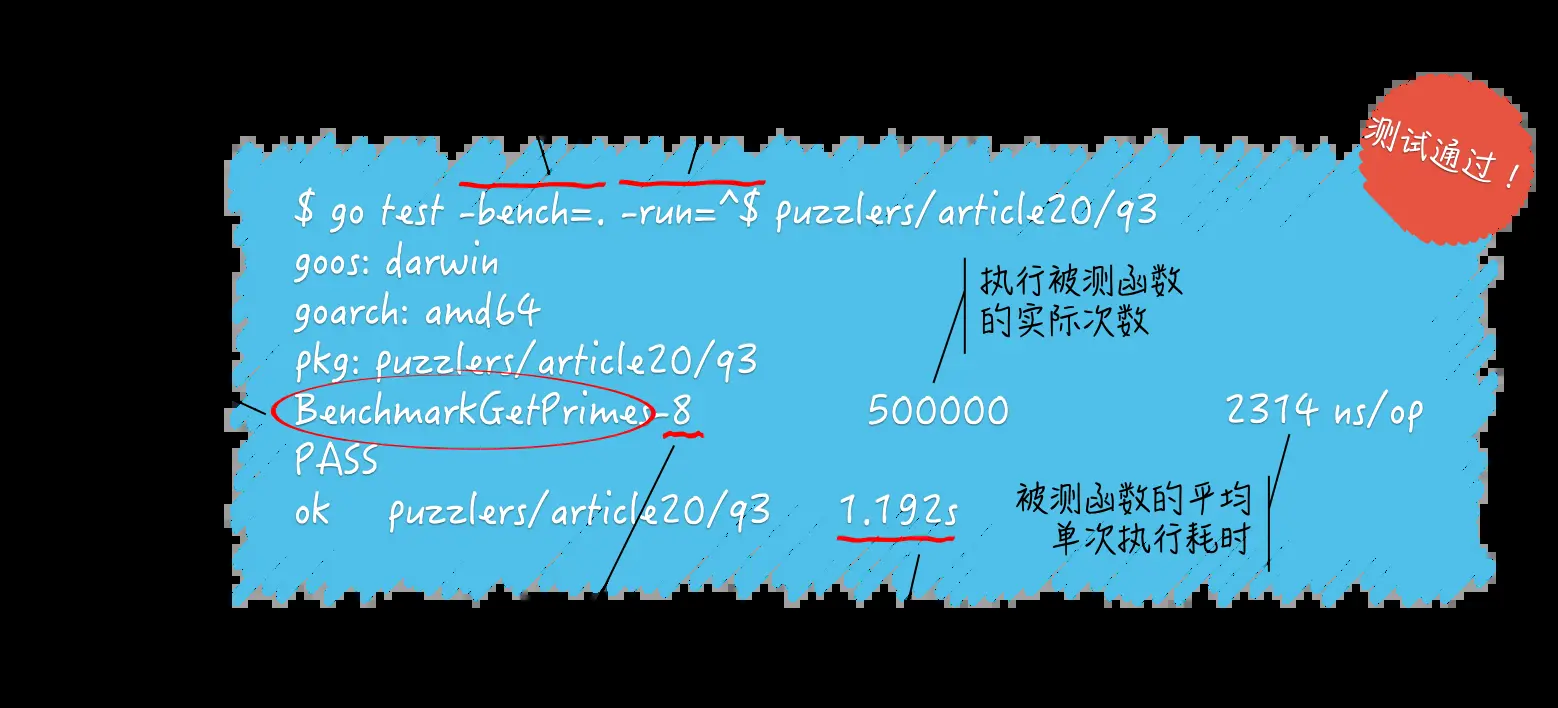 测试通过！
$ go test -bench=. -run=^$ puzzlers/article20/q3
goos: darwin
goarch: amd64
pkg: puzzlers/article20/q3
执行被测函数
的实际次数
BenchmarkGetPrimes-8 500000 2314 ns/op
PASS
ok puzzlers/article20/q3 1.192s
被测函数的平均
单次执行耗时